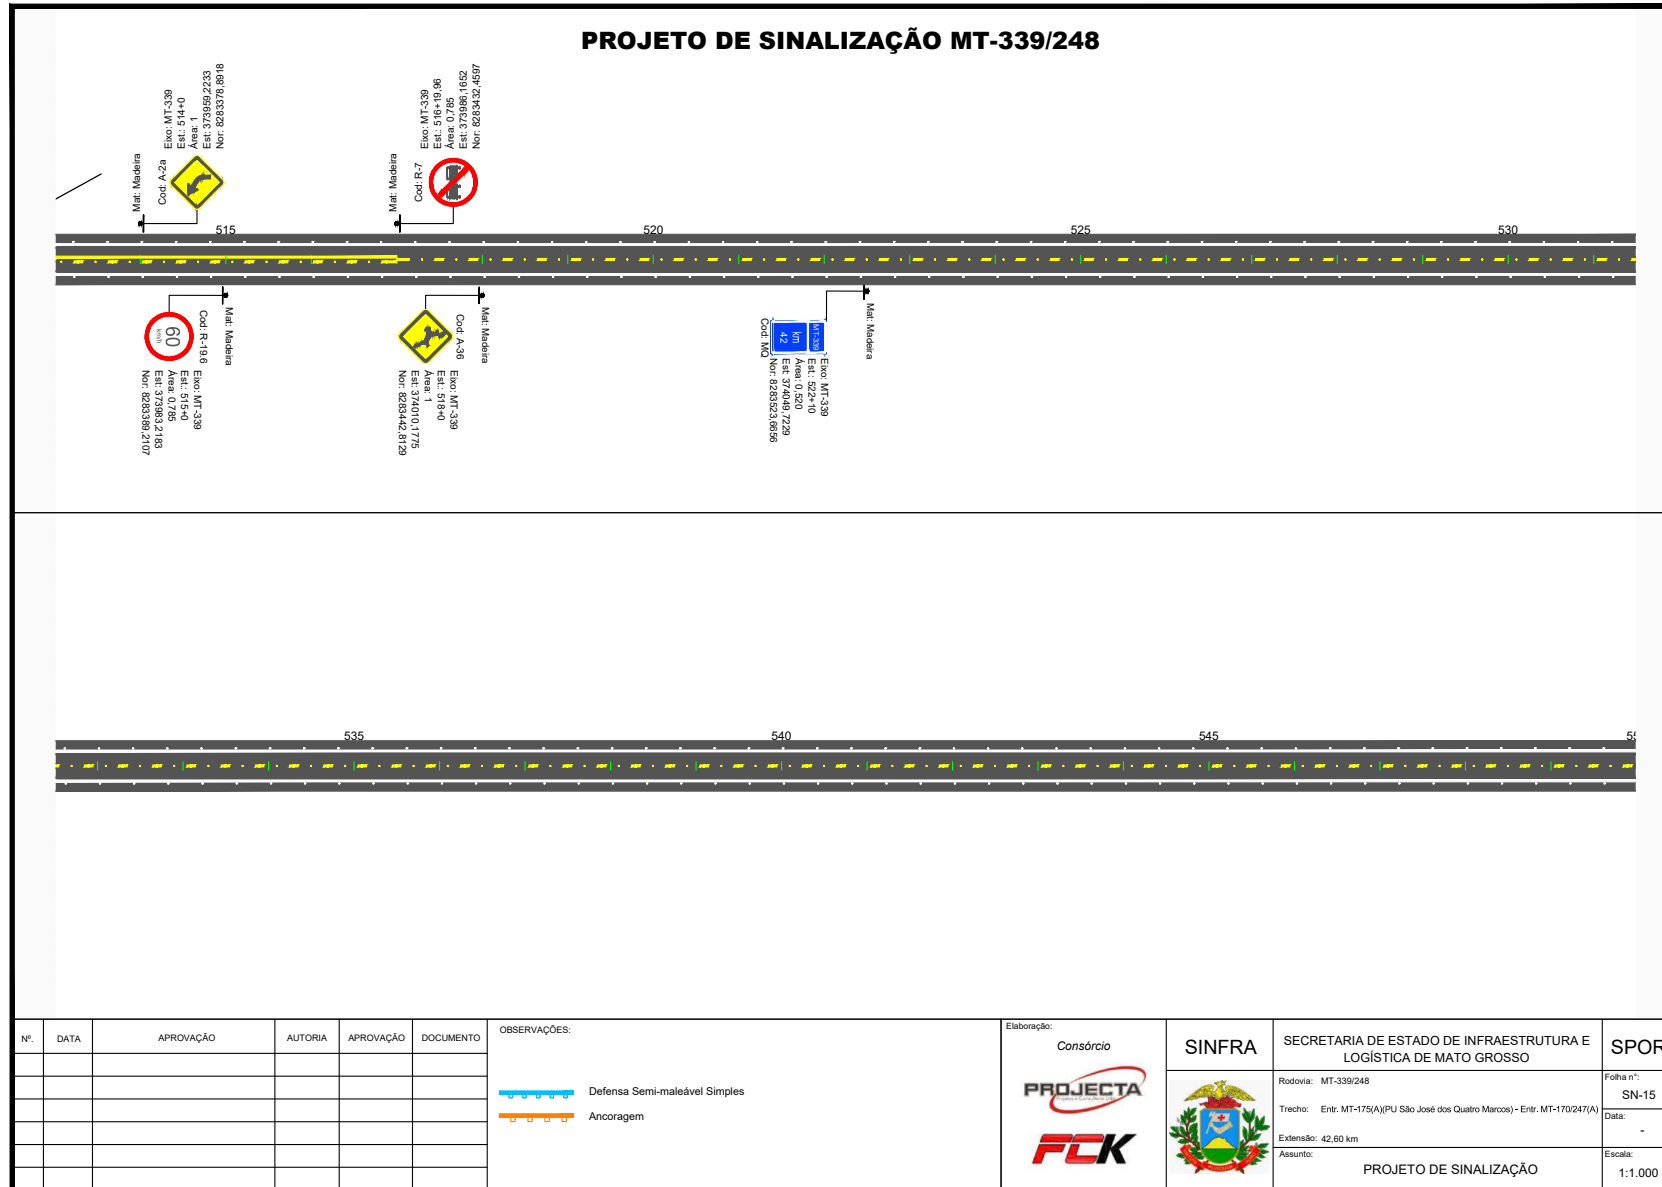 PROJETO DE SINALIZAÇÃO MT-339/248
Mat: Madeira
Cod: A-2a
Eixo: MT-339
Est.: 514+0
Área: 1
Est: 373959,2233
Nor: 8283378,8918
Mat: Madeira
Cod: R-7
Eixo: MT-339
Est.: 516+19,96
Área: 0,785
Est: 373986,1652
Nor: 8283432,4597
515
520
525
530
Mat: Madeira
Cod: R-19.6
60
km/h
Eixo: MT-339
Est.: 515+0
Área: 0,785
Est: 373983,2183
Nor: 8283389,2107
Mat: Madeira
Cod: A-36
Eixo: MT-339
Est.: 518+0
Área: 1
Est: 374010,1775
Nor: 8283442,8129
Mat: Madeira
MT-339
km
42
Cod: MQ
Eixo: MT-339
Est.: 522+10
Área: 0,520
Est: 374049,7229
Nor: 8283523,6656
535
540
545
Nº.
DATA
APROVAÇÃO
AUTORIA
APROVAÇÃO
DOCUMENTO
OBSERVAÇÕES:
Defensa Semi-maleável Simples
Ancoragem
Elaboração:
Consórcio
PROJECTA
FCK
SINFRA
SECRETARIA DE ESTADO DE INFRAESTRUTURA E
LOGÍSTICA DE MATO GROSSO
Rodovia: MT-339/248
Trecho: Entr. MT-175(A)(PU São José dos Quatro Marcos) - Entr. MT-170/247(A)
Extensão: 42,60 km
Assunto:
PROJETO DE SINALIZAÇÃO
SPOR
Folha n°:
SN-15
Data:
-
Escala:
1:1.000